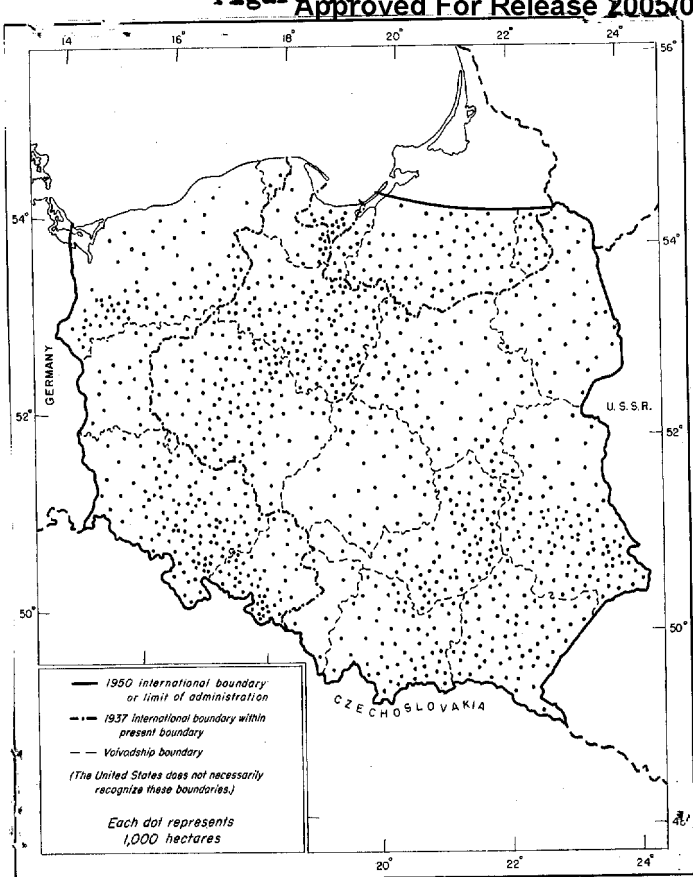 Approved For Release 2005/0
14° 16° 18° 20° 22° 24° 56°
54° 54°
GERMANY
U.S.S.R.
52° 52°
50° 50°
CZECHOSLOVAKIA
1950 international boundary
or limit of administration
1937 international boundary within
present boundary
Voivodship boundary
(The United States does not necessarily
recognize these boundaries.)
Each dot represents
1,000 hectares
20° 22° 24°